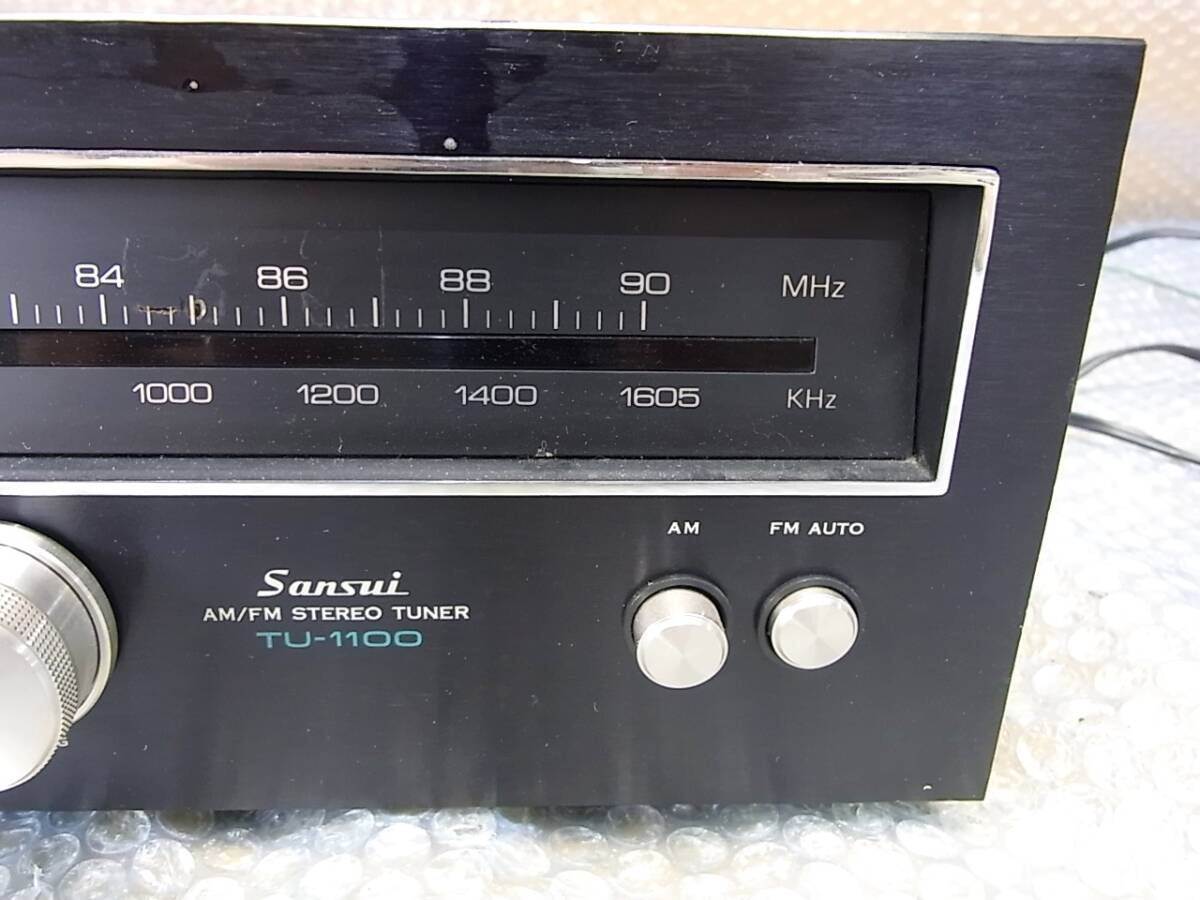 84 86 88 90 MHz
1000 1200 1400 1605 KHz
AM FM AUTO
Sansui
AM/FM STEREO TUNER
TU-1100